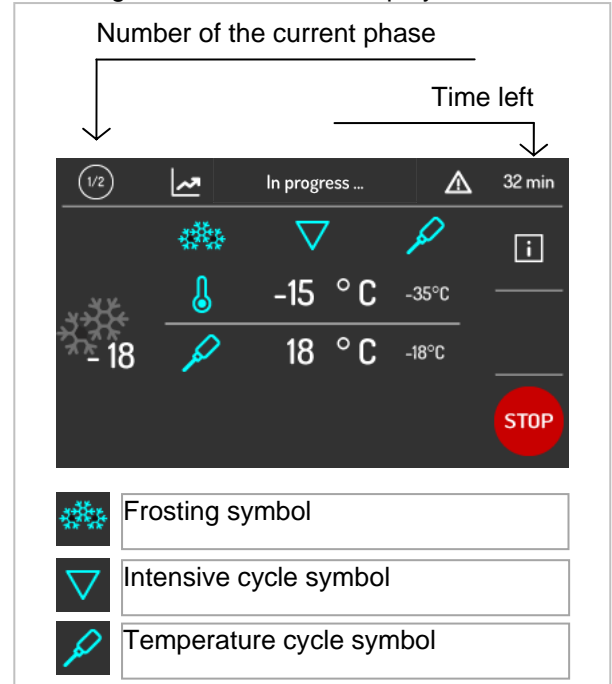 Number of the current phase
Time left
1/2 In progress ... 32 min
i
-15 °C -35°C
-18 18 °C -18°C
STOP
Frosting symbol
Intensive cycle symbol
Temperature cycle symbol